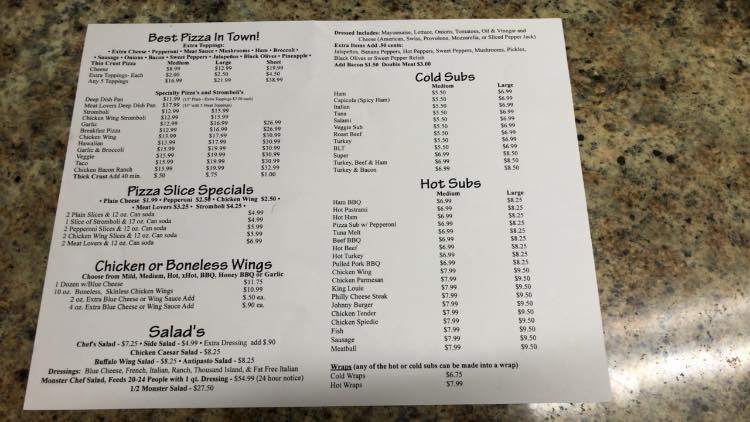 Best Pizza In Town!
Extra Toppings:
• Extra Cheese • Pepperoni • Meat Sauce • Mushrooms • Ham • Broccoli •
• Sausage • Onions • Bacon • Sweet Peppers • Jalapeños • Black Olives • Pineapple •
Thin Crust Pizza Medium Large Sheet
Cheese $8.99 $12.99 $19.99
Extra Toppings- Each $2.00 $2.50 $4.50
Any 5 Toppings $16.99 $21.99 $38.99
Specialty Pizza's and Stromboli's
Deep Dish Pan $11.99
Meat Lovers Deep Dish Pan $17.99
Stromboli $12.99 $15.99
Chicken Wing Stromboli $12.99 $15.99
Garlic $12.99 $16.99 $26.99
Breakfast Pizza $12.99 $16.99 $26.99
Chicken Wing $13.99 $17.99 $30.99
Hawaiian $13.99 $17.99 $30.99
Garlic & Broccoli $15.99 $19.99 $30.99
Veggie $15.99 $19.99 $30.99
Taco $15.99 $19.99 $30.99
Chicken Bacon Ranch $15.99 $19.99 $32.99
Thick Crust Add 40 min. $.50 $.75 $1.00
Pizza Slice Specials
• Plain Cheese $1.99 • Pepperoni $2.50 • Chicken Wing $2.50 •
• Meat Lovers $3.25 • Stromboli $4.25 •
2 Plain Slices & 12 oz. Can soda $4.99
1 Slice of Stromboli & 12 oz. Can soda $4.99
2 Pepperoni Slices & 12 oz. Can soda $5.99
2 Chicken Wing Slices & 12 oz. Can soda $5.99
2 Meat Lovers & 12 oz. Can soda $6.99
Chicken or Boneless Wings
Choose from Mild, Medium, Hot, xHot, BBQ, Honey BBQ or Garlic
1 Dozen w/Blue Cheese $11.75
10 oz. Boneless, Skinless Chicken Wings $10.99
2 oz. Extra Blue Cheese or Wing Sauce Add $.50 ea.
4 oz. Extra Blue Cheese or Wing Sauce Add $.90 ea.
Salad's
Chef's Salad - $7.25 • Side Salad - $4.99 • Extra Dressing add $.90
Chicken Caesar Salad - $8.25
Buffalo Wing Salad - $8.25 • Antipasto Salad - $8.25
Dressings: Blue Cheese, French, Italian, Ranch, Thousand Island, & Fat Free Italian
Monster Chef Salad, Feeds 20-24 People with 1 qt. Dressing - $54.99 (24 hour notice)
1/2 Monster Salad - $27.50
Dressed Includes: Mayonnaise, Lettuce, Onions, Tomatoes, Oil & Vinegar and
Cheese (American, Swiss, Provolone, Mozzarella, or Sliced Pepper Jack)
Extra Items Add .50 cents:
Jalapeños, Banana Peppers, Hot Peppers, Sweet Peppers, Mushrooms, Pickles,
Black Olives or Sweet Pepper Relish
Add Bacon $1.50 Double Meat $3.00
Cold Subs
Medium Large
Ham $5.50 $6.99
Capicola (Spicy Ham) $5.50 $6.99
Italian $5.50 $6.99
Tuna $5.50 $6.99
Salami $5.50 $6.99
Veggie Sub $5.50 $6.99
Roast Beef $5.50 $6.99
Turkey $5.50 $6.99
BLT $5.50 $6.99
Super $6.99 $8.50
Turkey, Beef & Ham $6.99 $8.50
Turkey & Bacon $6.99 $8.50
Hot Subs
Medium Large
Ham BBQ $6.99 $8.25
Hot Pastrami $6.99 $8.25
Hot Ham $6.99 $8.25
Pizza Sub w/ Pepperoni $6.99 $8.25
Tuna Melt $6.99 $8.25
Beef BBQ $6.99 $8.25
Hot Beef $6.99 $8.25
Hot Turkey $6.99 $8.25
Pulled Pork BBQ $6.99 $8.25
Chicken Wing $7.99 $9.50
Chicken Parmesan $7.99 $9.50
King Louie $7.99 $9.50
Philly Cheese Steak $7.99 $9.50
Johnny Burger $7.99 $9.50
Chicken Tender $7.99 $9.50
Chicken Spiedie $7.99 $9.50
Fish $7.99 $9.50
Sausage $7.99 $9.50
Meatball $7.99 $9.50
Wraps (any of the hot or cold subs can be made into a wrap)
Cold Wraps $6.75
Hot Wraps $7.99